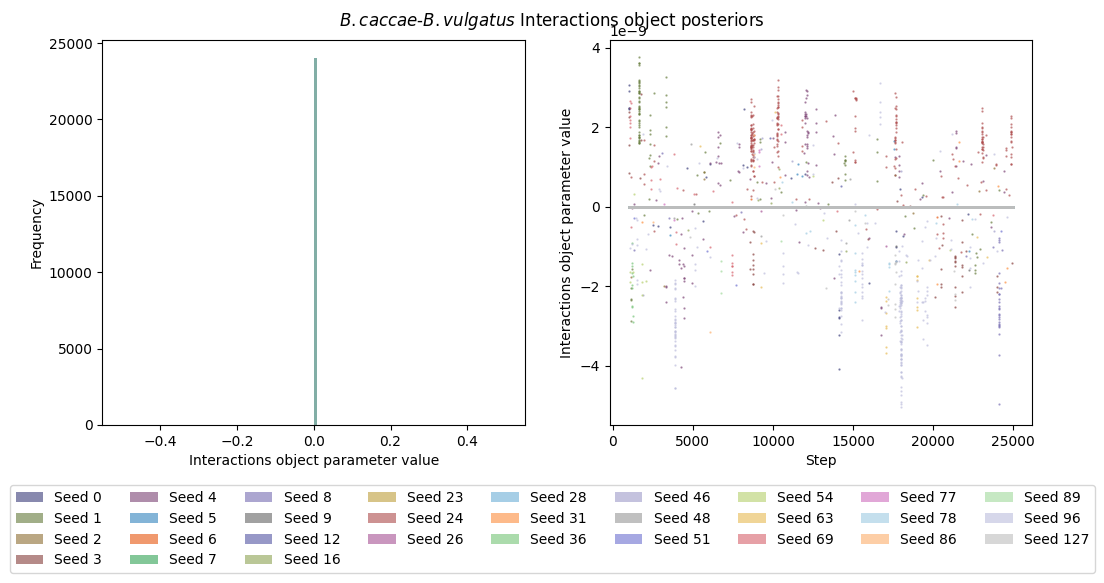 B.caccae-B.vulgatus Interactions object posteriors
25000
20000
15000
10000
5000
0
Frequency
−0.4 −0.2 0.0 0.2 0.4
Interactions object parameter value
1e−9
4
2
0
−2
−4
Interactions object parameter value
0 5000 10000 15000 20000 25000
Step
Seed 0 Seed 4 Seed 8 Seed 23 Seed 28 Seed 46 Seed 54 Seed 77 Seed 89
Seed 1 Seed 5 Seed 9 Seed 24 Seed 31 Seed 48 Seed 63 Seed 78 Seed 96
Seed 2 Seed 6 Seed 12 Seed 26 Seed 36 Seed 51 Seed 69 Seed 86 Seed 127
Seed 3 Seed 7 Seed 16